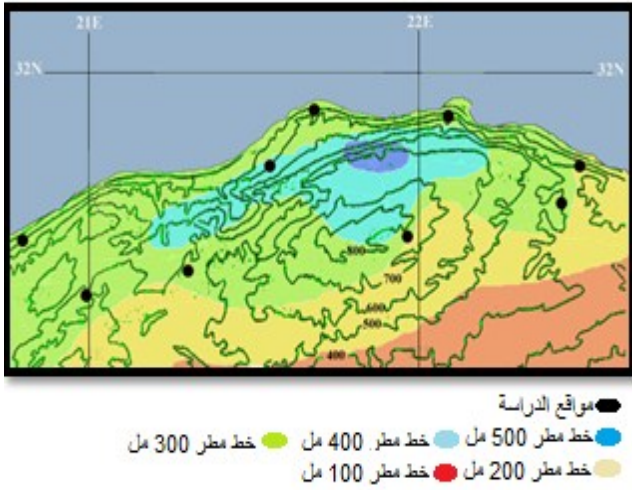 21E 22E
32N 32N
800
700
600
500
400
مواقع الدراسة
خط مطر 500 مل خط مطر. 400 مل خط مطر 300 مل
خط مطر 200 مل خط مطر 100 مل